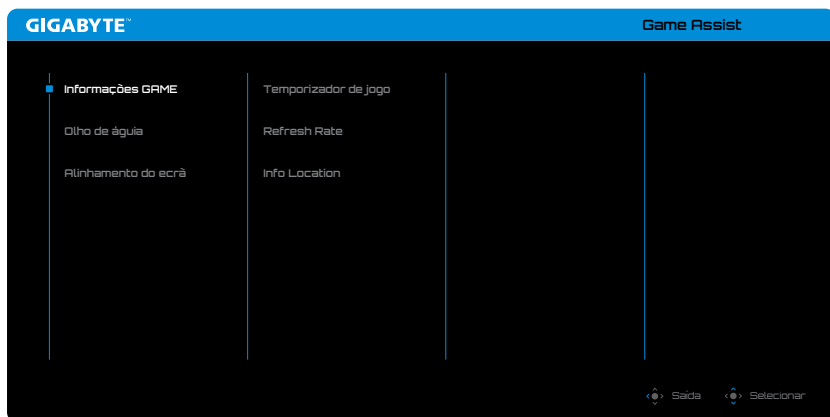 GIGABYTE™
Game Assist
Informações GAME
Temporizador de jogo
Olho de águia
Refresh Rate
Alinhamento do ecrã
Info Location
Saída
Selecionar